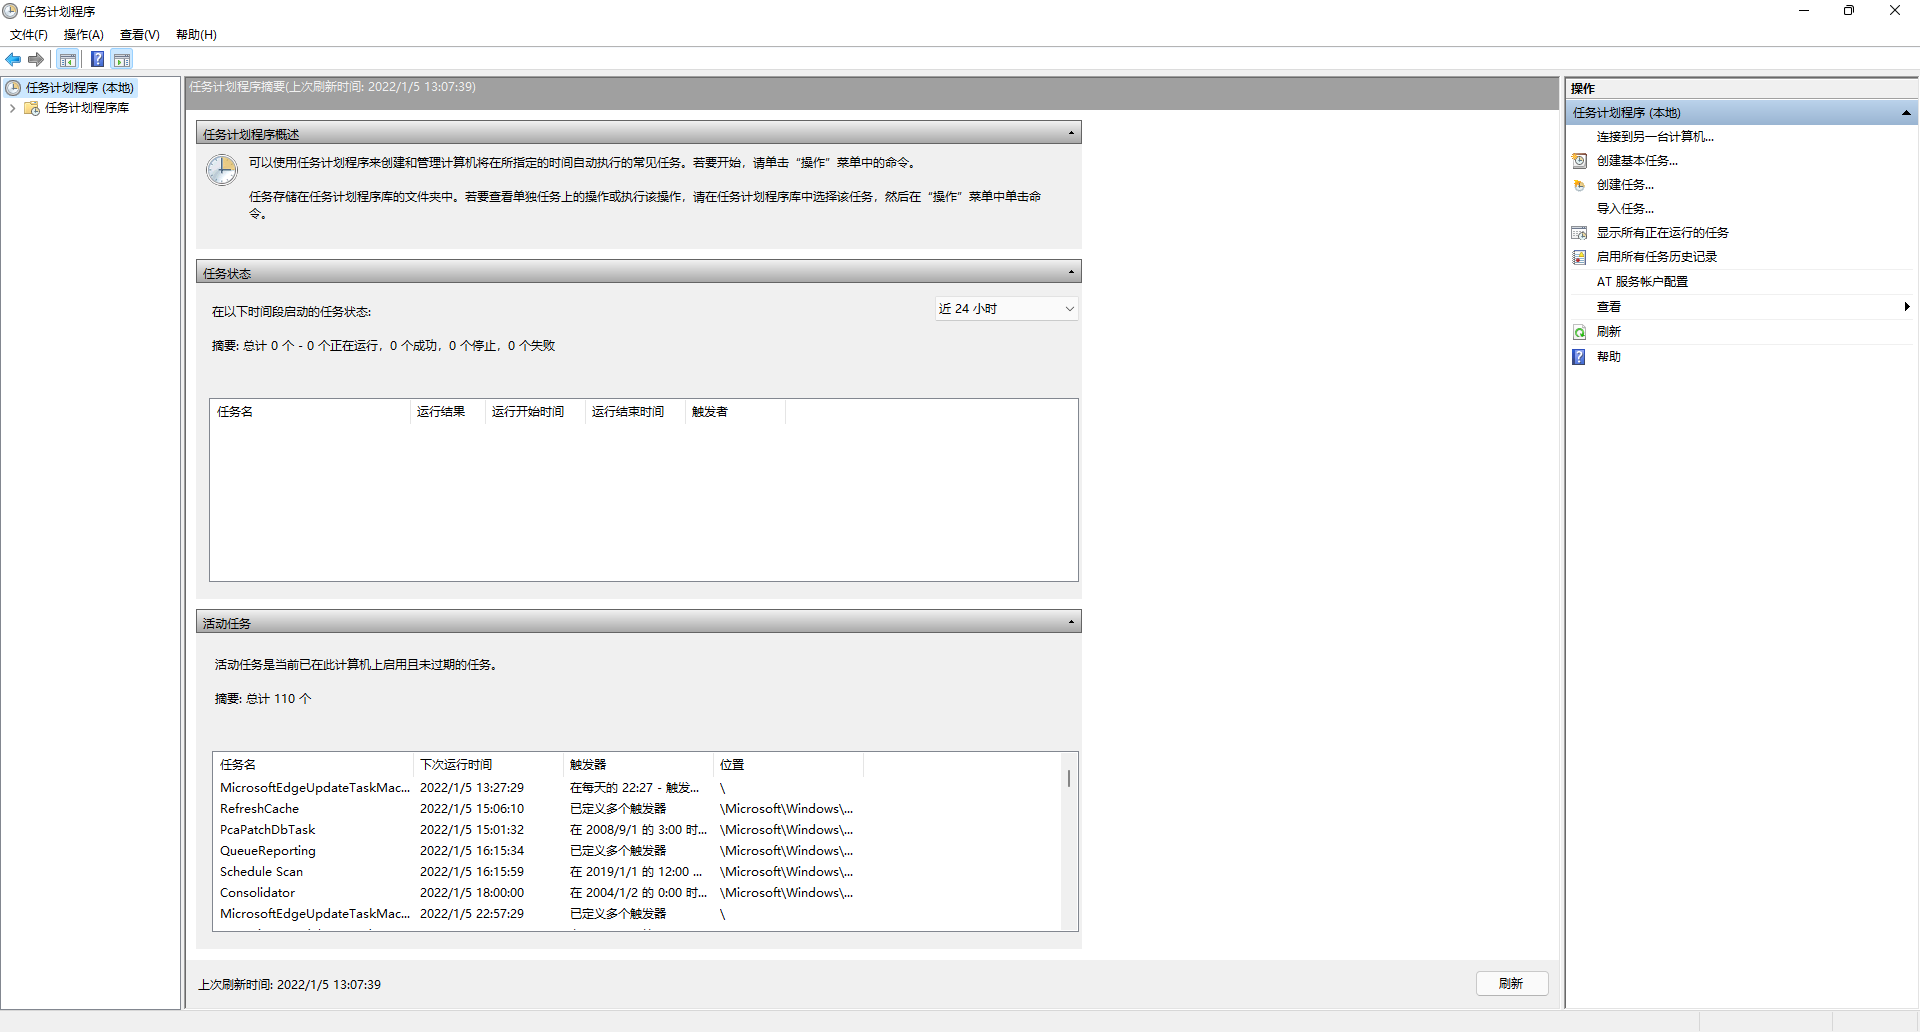 任务计划程序
文件(F) 操作(A) 查看(V) 帮助(H)
任务计划程序 (本地)
任务计划程序库
任务计划程序摘要(上次刷新时间: 2022/1/5 13:07:39)
任务计划程序概述
可以使用任务计划程序来创建和管理计算机将在所指定的时间自动执行的常见任务。若要开始，请单击“操作”菜单中的命令。
任务存储在任务计划程序库的文件夹中。若要查看单独任务上的操作或执行该操作，请在任务计划程序库中选择该任务，然后在“操作”菜单中单击命
令。
任务状态
在以下时间段启动的任务状态:
近 24 小时
摘要: 总计 0 个 - 0 个正在运行，0 个成功，0 个停止，0 个失败
任务名 运行结果 运行开始时间 运行结束时间 触发者
活动任务
活动任务是当前已在此计算机上启用且未过期的任务。
摘要: 总计 110 个
任务名 下次运行时间 触发器 位置
MicrosoftEdgeUpdateTaskMac... 2022/1/5 13:27:29 在每天的 22:27 - 触发... \
RefreshCache 2022/1/5 15:06:10 已定义多个触发器 \Microsoft\Windows\...
PcaPatchDbTask 2022/1/5 15:01:32 在 2008/9/1 的 3:00 时... \Microsoft\Windows\...
QueueReporting 2022/1/5 16:15:34 已定义多个触发器 \Microsoft\Windows\...
Schedule Scan 2022/1/5 16:15:59 在 2019/1/1 的 12:00 ... \Microsoft\Windows\...
Consolidator 2022/1/5 18:00:00 在 2004/1/2 的 0:00 时... \Microsoft\Windows\...
MicrosoftEdgeUpdateTaskMac... 2022/1/5 22:57:29 已定义多个触发器 \
上次刷新时间: 2022/1/5 13:07:39
刷新
操作
任务计划程序 (本地)
连接到另一台计算机...
创建基本任务...
创建任务...
导入任务...
显示所有正在运行的任务
启用所有任务历史记录
AT 服务帐户配置
查看
刷新
帮助